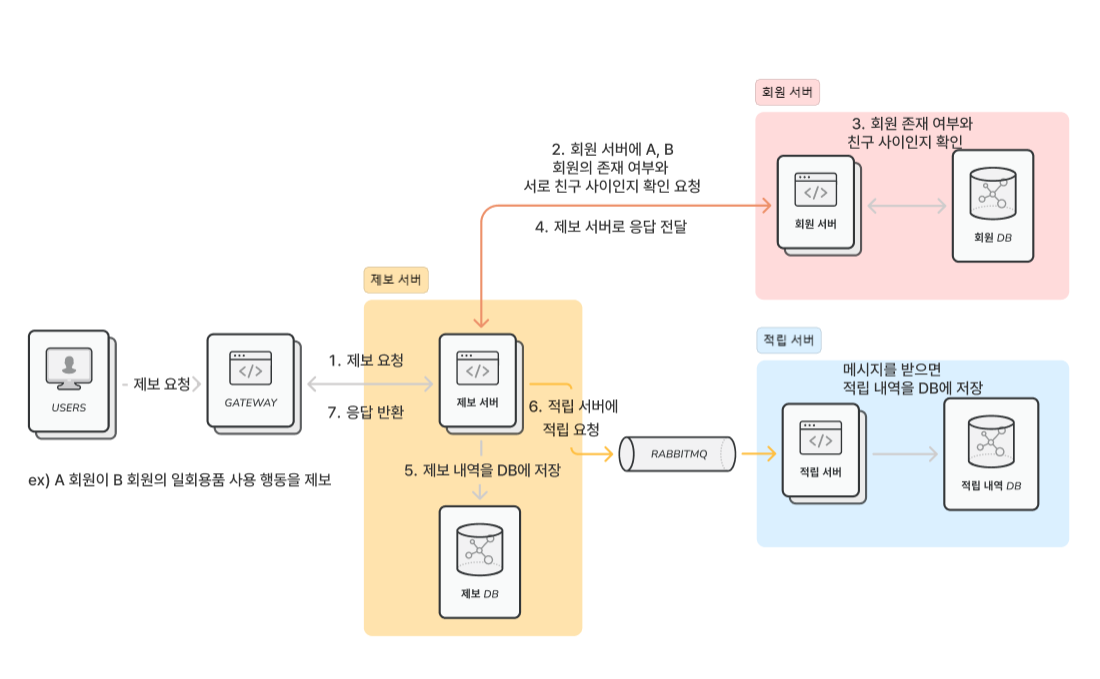 회원 서버
3. 회원 존재 여부와
친구 사이인지 확인
2. 회원 서버에 A, B
회원의 존재 여부와
서로 친구 사이인지 확인 요청
4. 제보 서버로 응답 전달
회원 서버
회원 DB
제보 서버
USERS
제보 요청
GATEWAY
1. 제보 요청
7. 응답 반환
제보 서버
6. 적립 서버에
적립 요청
RABBITMQ
5. 제보 내역을 DB에 저장
제보 DB
ex) A 회원이 B 회원의 일회용품 사용 행동을 제보
적립 서버
메시지를 받으면
적립 내역을 DB에 저장
적립 서버
적립 내역 DB